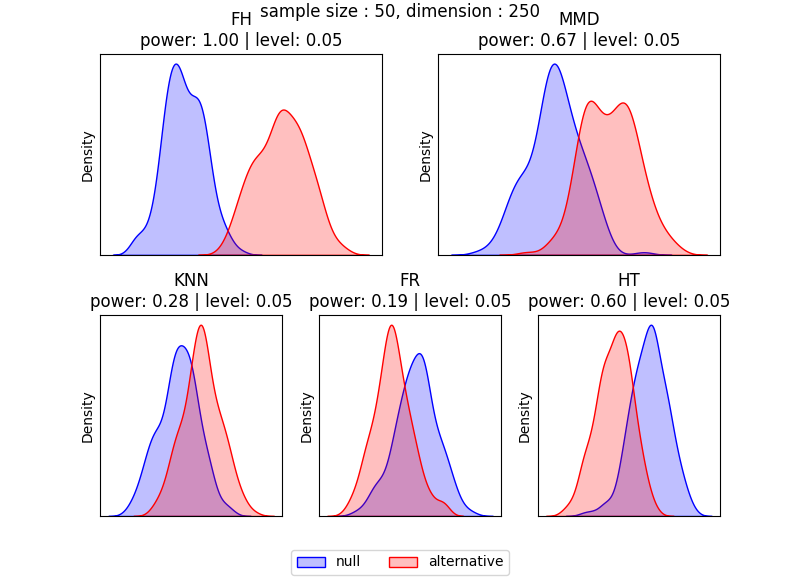 sample size : 50, dimension : 250
FH
power: 1.00 | level: 0.05
Density
MMD
power: 0.67 | level: 0.05
Density
KNN
power: 0.28 | level: 0.05
Density
FR
power: 0.19 | level: 0.05
Density
HT
power: 0.60 | level: 0.05
Density
null
alternative